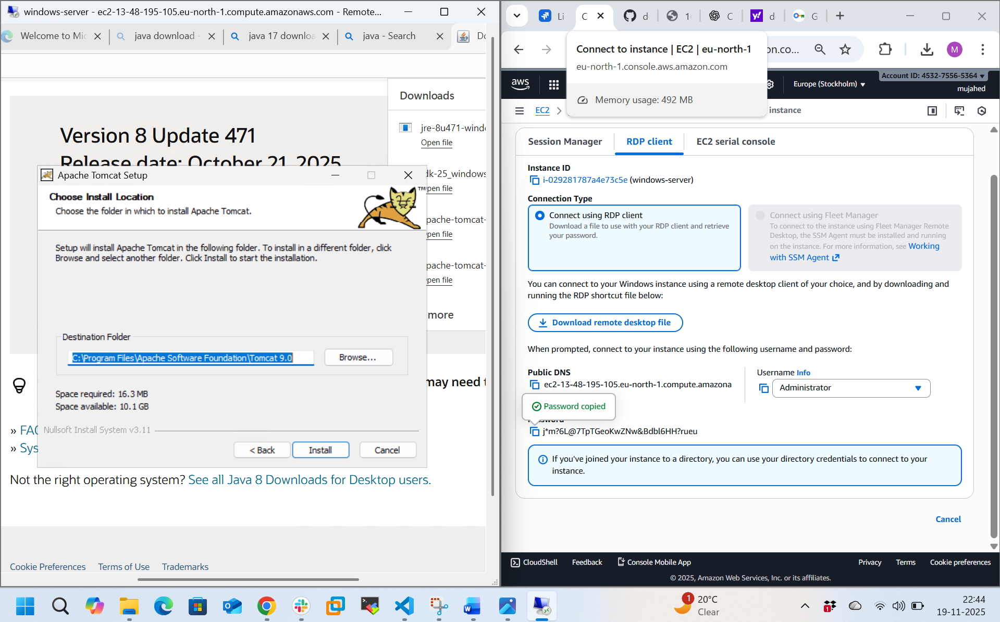 windows-server - ec2-13-48-195-105.eu-north-1.compute.amazonaws.com - Remote...
Welcome to Mic
java download -
java 17 downloa
java - Search
Do
Version 8 Update 471
Release date: October 21, 2025
Downloads
jre-8u471-windo
Open file
dk-25_windows
pen file
pache-tomcat-
pen file
pache-tomcat-
pen file
more
Apache Tomcat Setup
Choose Install Location
Choose the folder in which to install Apache Tomcat.
TM
Setup will install Apache Tomcat in the following folder. To install in a different folder, click
Browse and select another folder. Click Install to start the installation.
Destination Folder
C:\Program Files\Apache Software Foundation\Tomcat 9.0
Browse...
Space required: 16.3 MB
Space available: 10.1 GB
Nullsoft Install System v3.11
< Back
Install
Cancel
may need t
» FAQ
» Sys
Not the right operating system? See all Java 8 Downloads for Desktop users.
Cookie Preferences
Terms of Use
Trademarks
Li
C
d
1
C
d
G
on.co...
M
Connect to instance | EC2 | eu-north-1
eu-north-1.console.aws.amazon.com
Memory usage: 492 MB
aws
Europe (Stockholm)
Account ID: 4532-7556-5364
mujahed
EC2
instance
Session Manager
RDP client
EC2 serial console
Instance ID
i-029281787a4e73c5e (windows-server)
Connection Type
Connect using RDP client
Download a file to use with your RDP client and retrieve
your password.
Connect using Fleet Manager
To connect to the instance using Fleet Manager Remote
Desktop, the SSM Agent must be installed and running
on the instance. For more information, see Working
with SSM Agent
You can connect to your Windows instance using a remote desktop client of your choice, and by downloading and
running the RDP shortcut file below:
Download remote desktop file
When prompted, connect to your instance using the following username and password:
Public DNS
ec2-13-48-195-105.eu-north-1.compute.amazona
Username Info
Administrator
Password copied
Password
j*m?6L@7TpTGeoKwZNw&Bdbl6HH?rueu
If you've joined your instance to a directory, you can use your directory credentials to connect to your
instance.
Cancel
CloudShell
Feedback
Console Mobile App
Privacy
Terms
Cookie preferences
© 2025, Amazon Web Services, Inc. or its affiliates.
1
20°C
Clear
1
22:44
19-11-2025